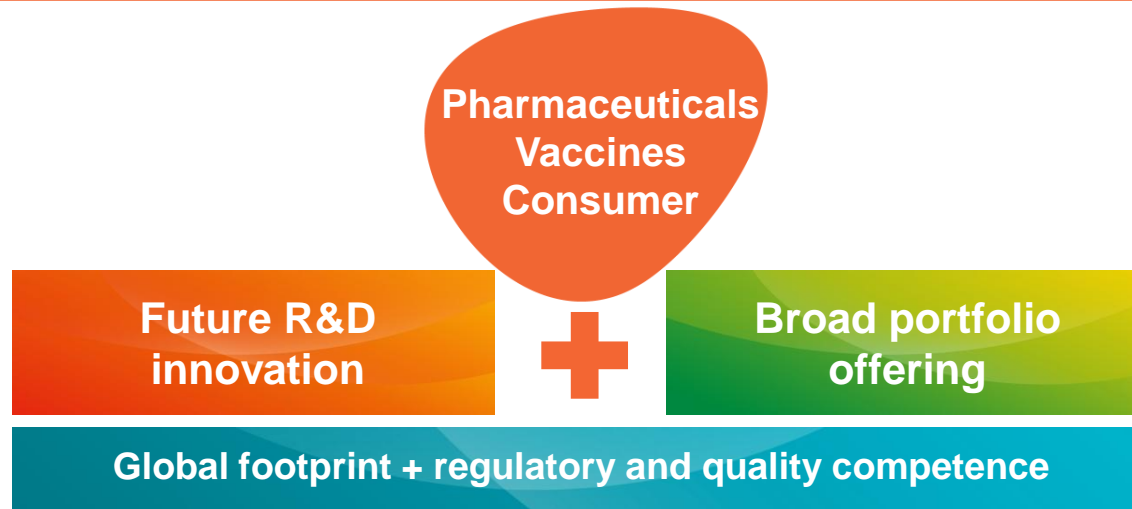 Pharmaceuticals
Vaccines
Consumer
Future R&D
innovation
Broad portfolio
offering
Global footprint + regulatory and quality competence